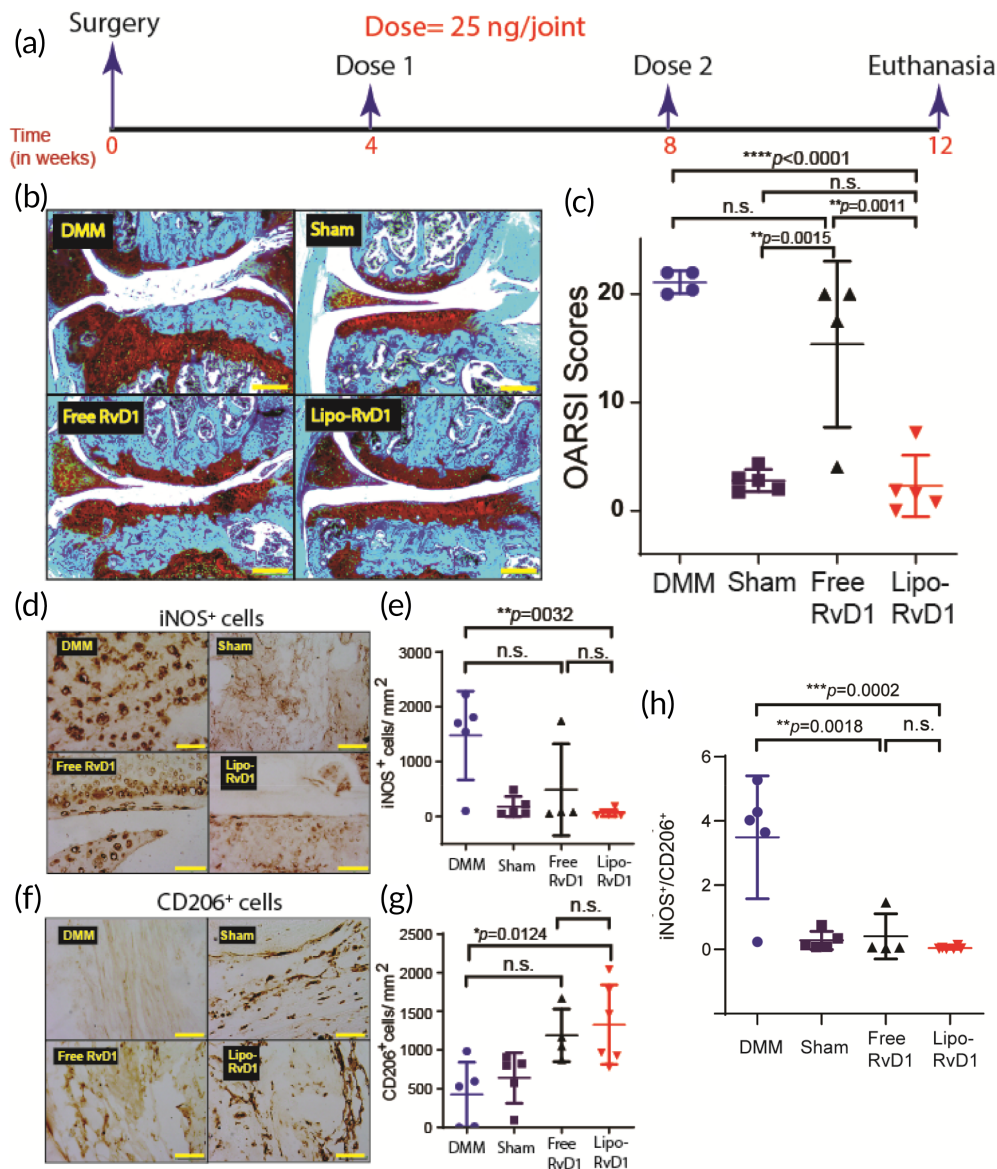 (a)
Surgery
Dose= 25 ng/joint
Dose 1
Dose 2
Euthanasia
Time
(in weeks)
0
4
8
12
(b)
DMM
Sham
Free RvD1
Lipo-RvD1
(c)
****p<0.0001
n.s.
n.s.
**p=0.0011
**p=0.0015
OARSI Scores
20
10
0
DMM
Sham
Free
RvD1
Lipo-
RvD1
(d)
iNOS+ cells
DMM
Sham
Free RvD1
Lipo-
RvD1
(e)
**p=0032
n.s.
n.s.
iNOS + cells/ mm2
3000
2000
1000
0
DMM
Sham
Free
RvD1
Lipo-
RvD1
(f)
CD206+ cells
DMM
Sham
Free RvD1
Lipo-
RvD1
(g)
n.s.
*p=0.0124
n.s.
CD206+cells/ mm2
2500
2000
1500
1000
500
0
DMM
Sham
Free
RvD1
Lipo-
RvD1
(h)
***p=0.0002
**p=0.0018
n.s.
iNOS+/CD206+
6
4
2
0
DMM
Sham
Free
RvD1
Lipo-
RvD1